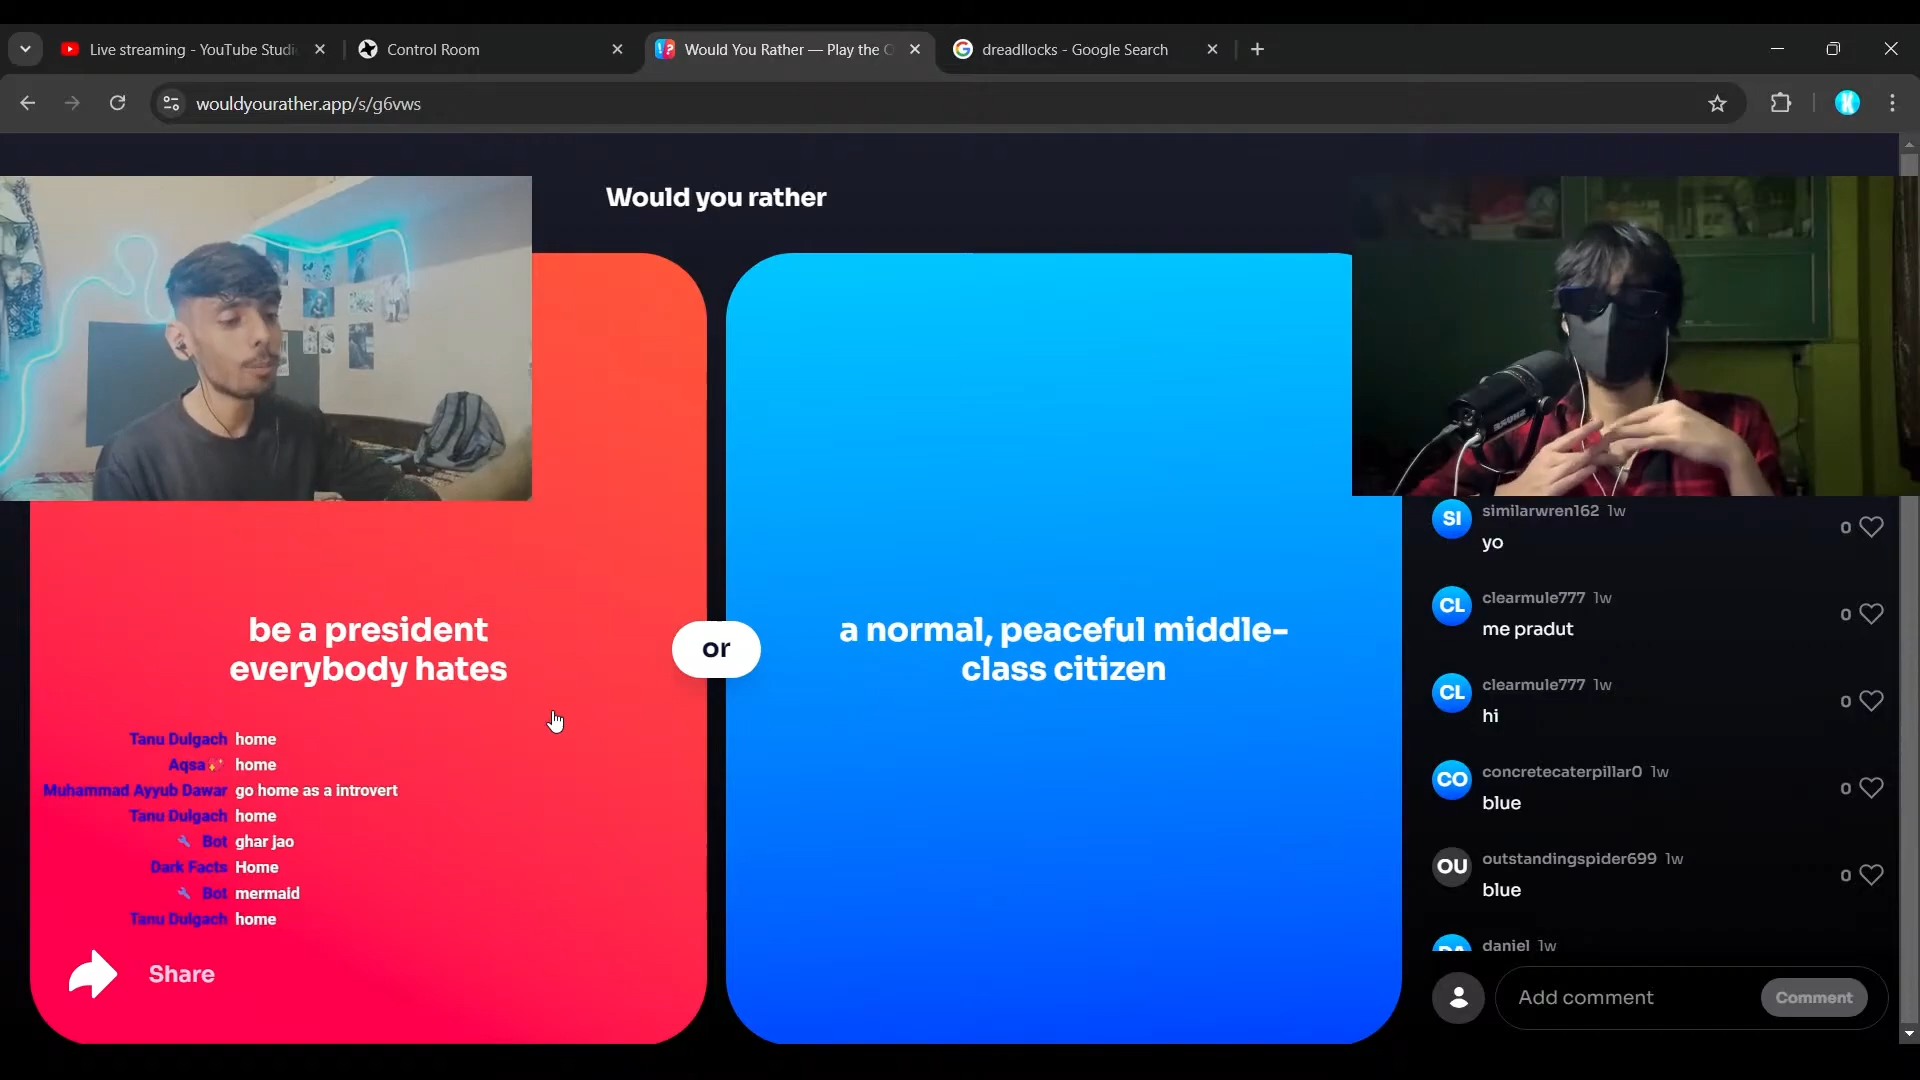 Live streaming - YouTube Studi
Control Room
Would You Rather — Play the
dreadllocks - Google Search
wouldyourather.app/s/g6vws
Would you rather
be a president
everybody hates
or
a normal, peaceful middle-
class citizen
Tanu Dulgach home
Aqsa✨ home
Muhammad Ayyub Dawar go home as a introvert
Tanu Dulgach home
Bot ghar jao
Dark Facts Home
Bot mermaid
Tanu Dulgach home
Share
SI similarwren162 1w
yo
0
CL clearmule777 1w
me pradut
0
CL clearmule777 1w
hi
0
CO concretecaterpillar0 1w
blue
0
OU outstandingspider699 1w
blue
0
DA daniel 1w
Add comment
Comment